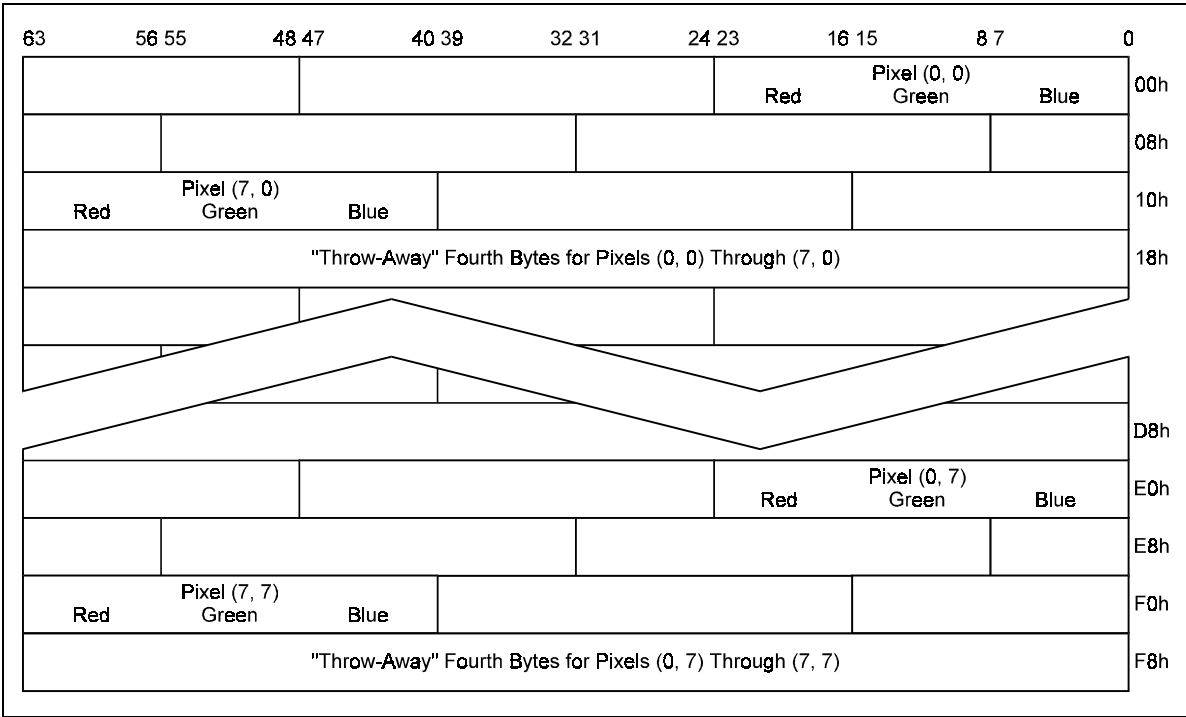 63 56 55 48 47 40 39 32 31 24 23 16 15 8 7 0
Pixel (0, 0)
Red Green Blue
00h
08h
Pixel (7, 0)
Red Green Blue
10h
"Throw-Away" Fourth Bytes for Pixels (0, 0) Through (7, 0)
18h
D8h
Pixel (0, 7)
Red Green Blue
E0h
E8h
Pixel (7, 7)
Red Green Blue
F0h
"Throw-Away" Fourth Bytes for Pixels (0, 7) Through (7, 7)
F8h